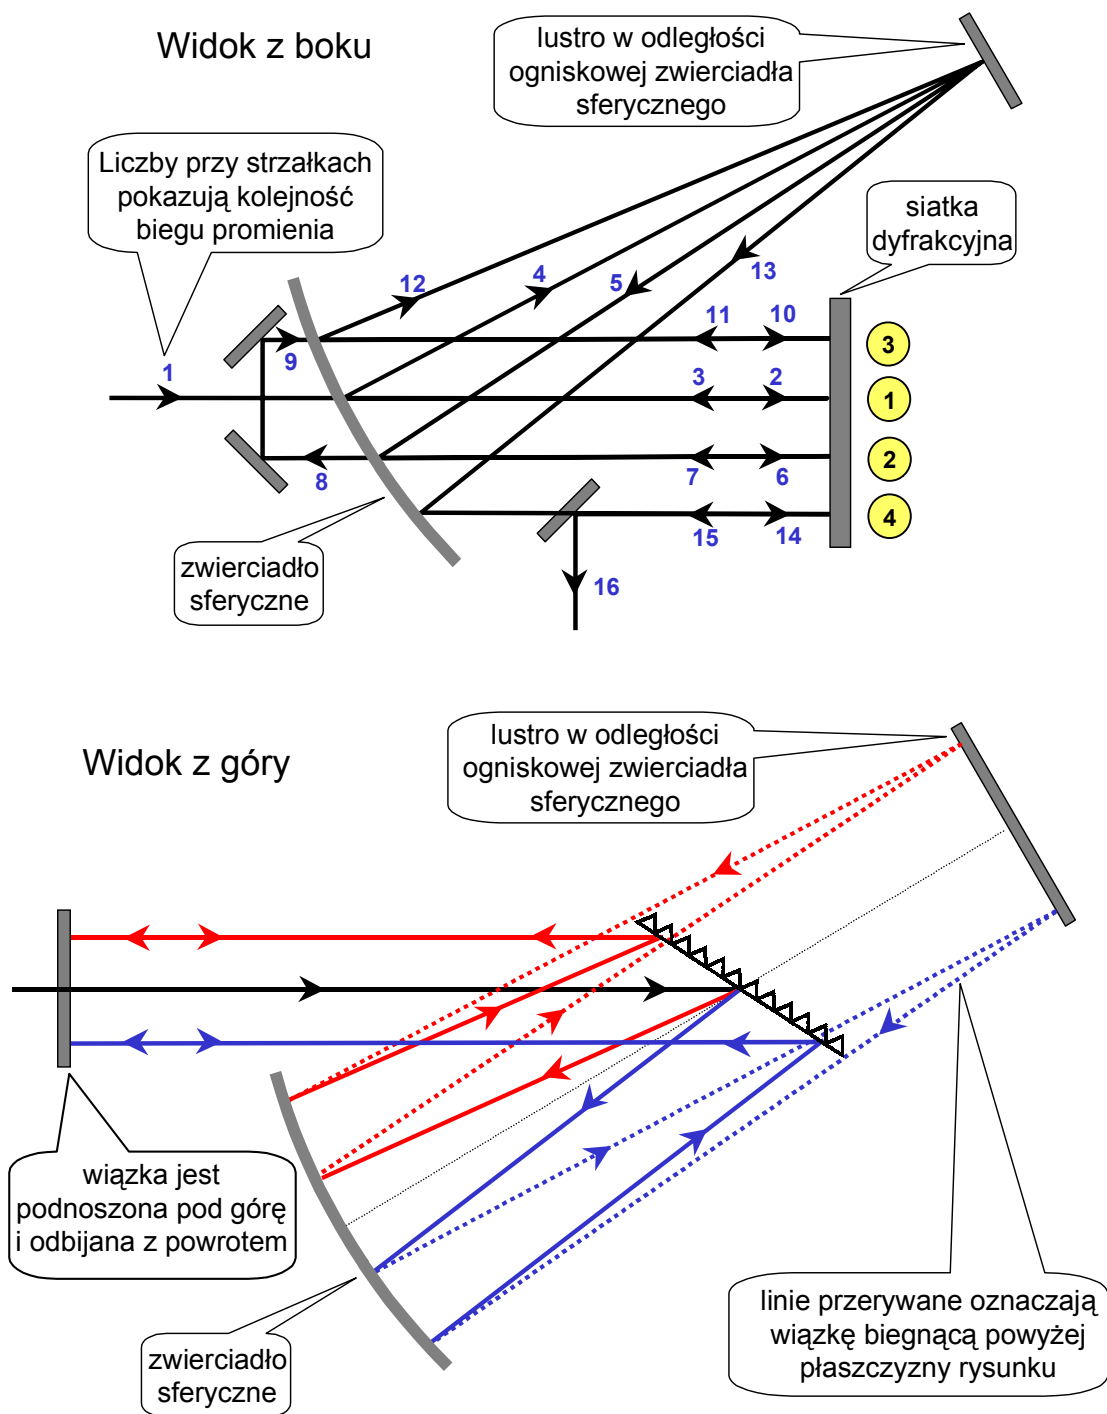 Widok z boku
lustro w odległości
ogniskowej zwierciadła
sferycznego
Liczby przy strzałkach
pokazują kolejność
biegu promienia
siatka
dyfrakcyjna
12
4
5
13
11
10
3
9
1
3
2
1
8
7
6
2
15
14
4
16
zwierciadło
sferyczne
Widok z góry
lustro w odległości
ogniskowej zwierciadła
sferycznego
wiązka jest
podnoszona pod górę
i odbijana z powrotem
zwierciadło
sferyczne
linie przerywane oznaczają
wiązkę biegnącą powyżej
płaszczyzny rysunku